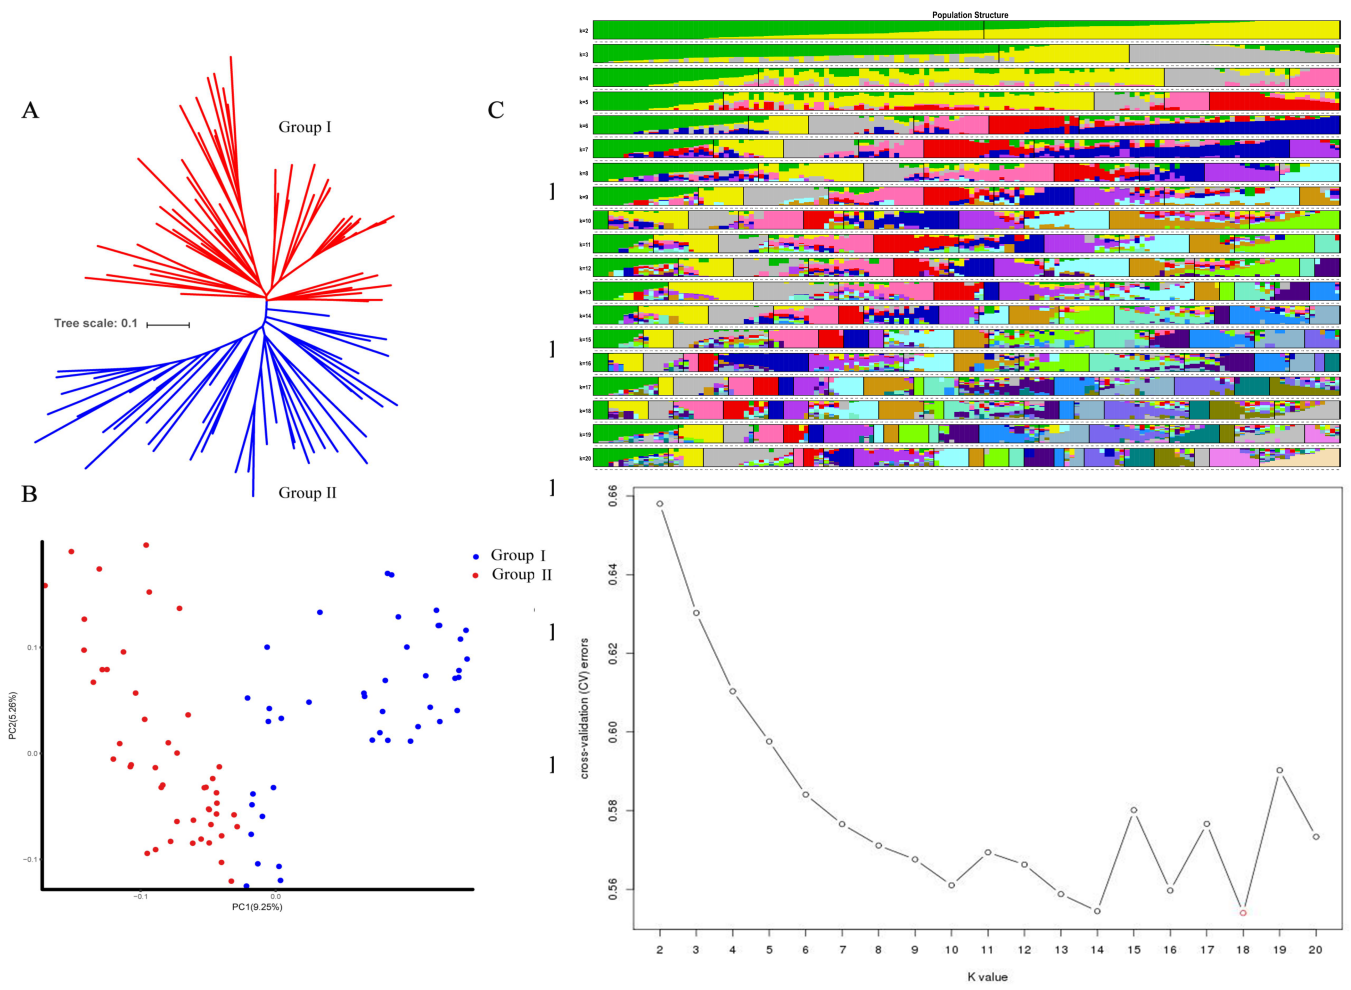 A
Group I
Tree scale: 0.1
Group II
B
Group I
Group II
PC2(5.26%)
0.1
0.0
-0.1
-0.1
0.0
PC1(9.25%)
C
Population Structure
k=2
k=3
k=4
k=5
k=6
k=7
k=8
k=9
k=10
k=11
k=12
k=13
k=14
k=15
k=16
k=17
k=18
k=19
k=20
]
]
]
]
]
cross-validation (CV) errors
0.66
0.64
0.62
0.60
0.58
0.56
2 3 4 5 6 7 8 9 10 11 12 13 14 15 16 17 18 19 20
K value